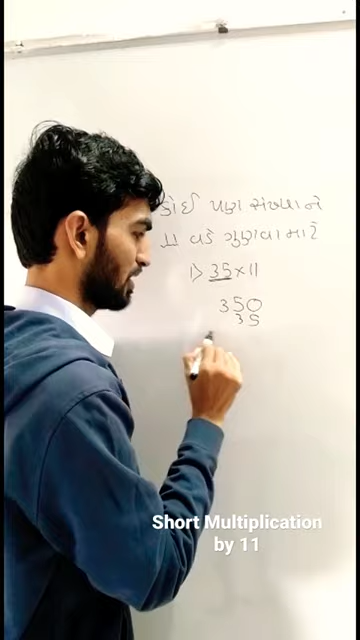 કોઈ પણ સંખ્યાને
11 વડે ગુણવા માટે
1> 35×11
350
35
Short Multiplication
by 11